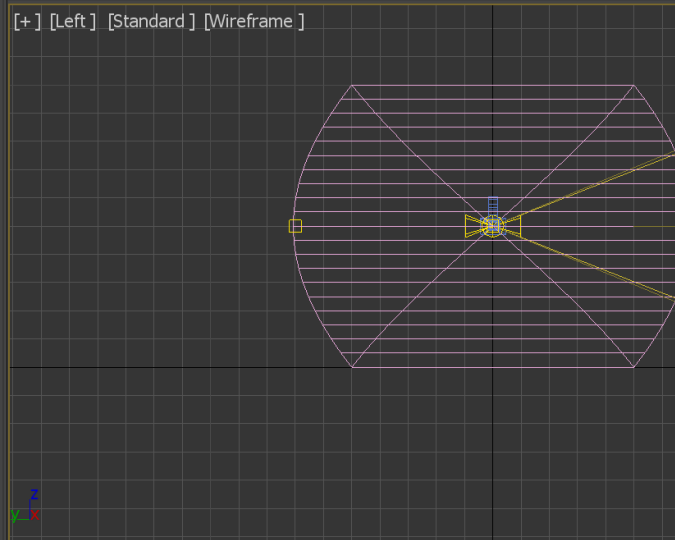 [+] [Left ] [Standard ] [Wireframe ]
z
y x